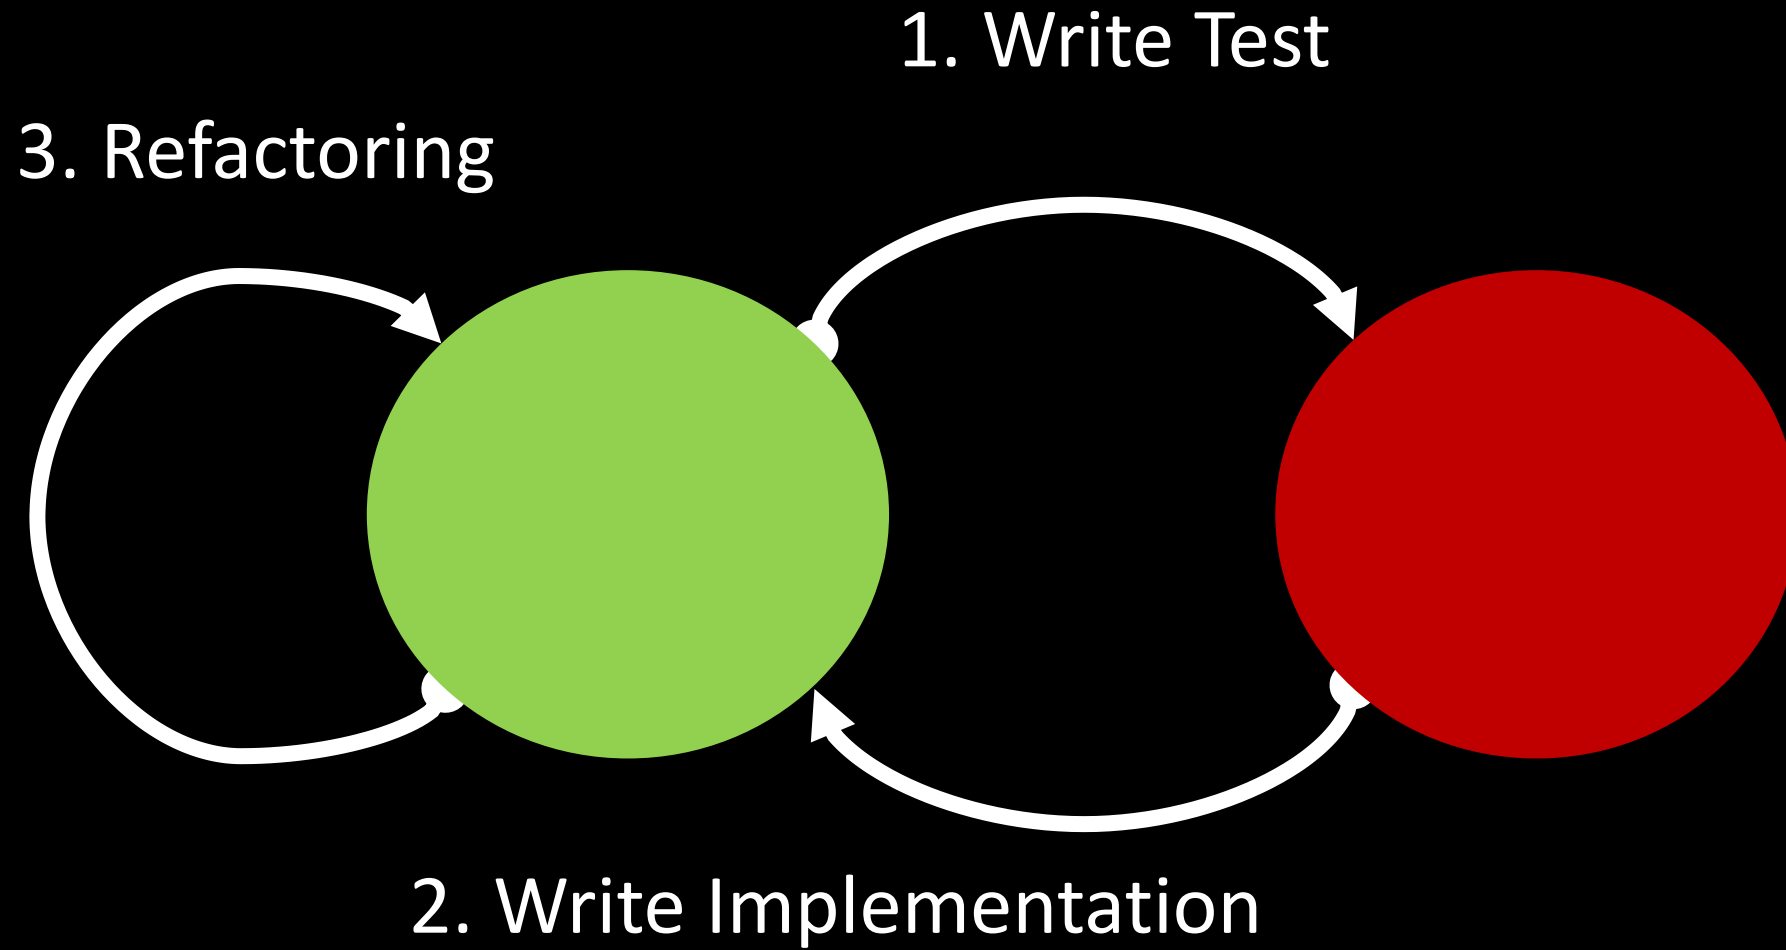 1. Write Test
3. Refactoring
2. Write Implementation